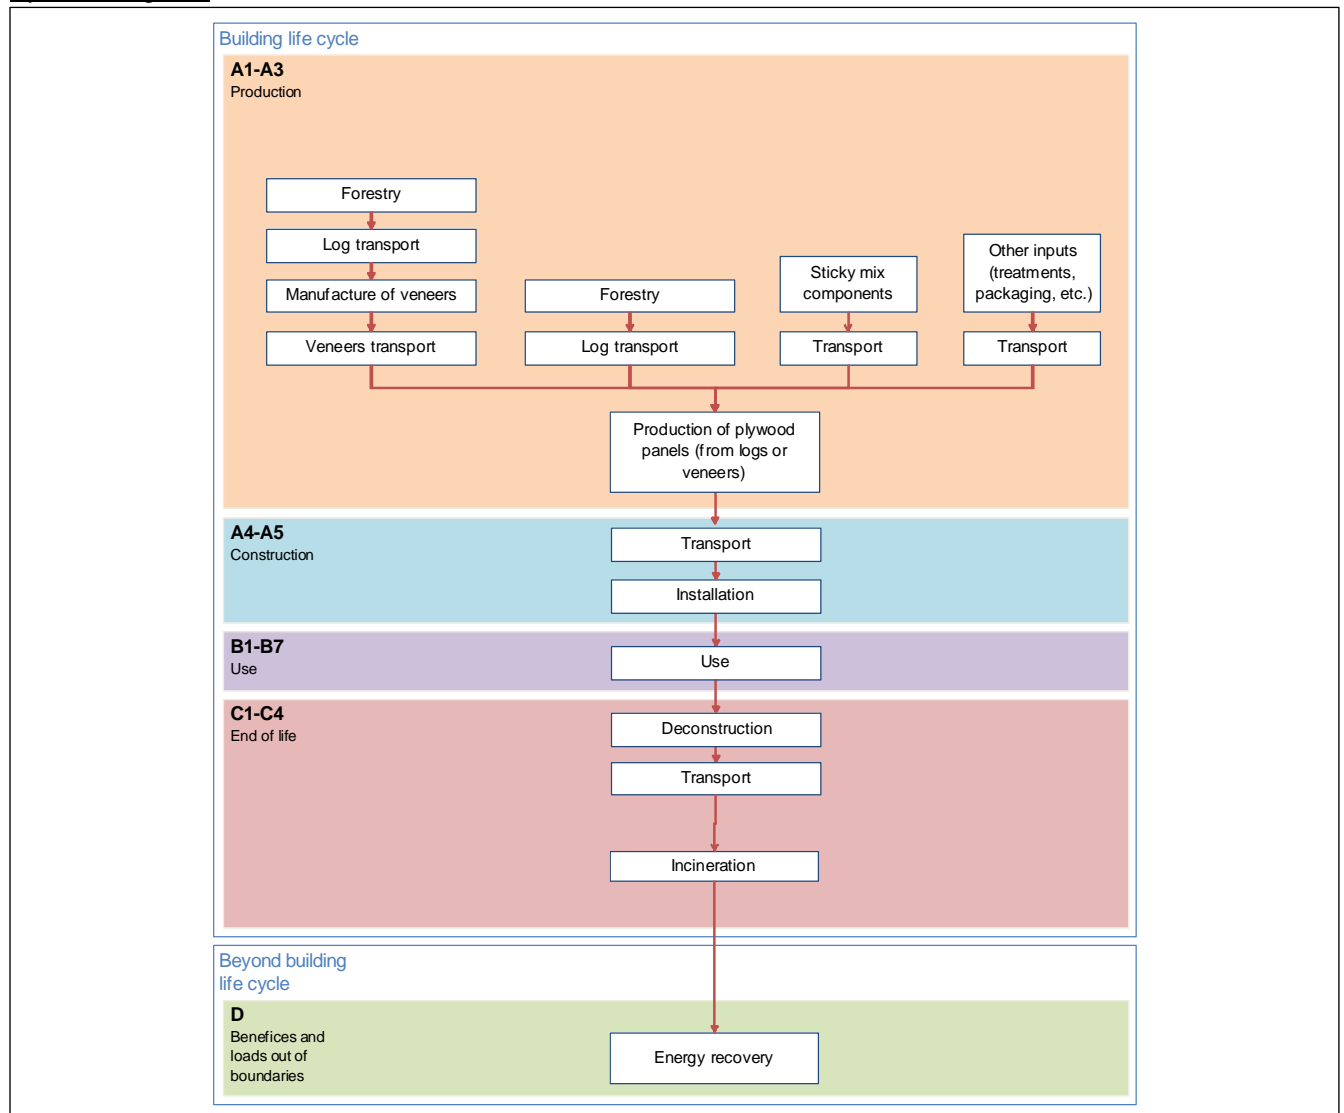 Building life cycle
A1-A3
Production
Forestry
Log transport
Manufacture of veneers
Veneers transport
Forestry
Log transport
Sticky mix
components
Transport
Other inputs
(treatments,
packaging, etc.)
Transport
Production of plywood
panels (from logs or
veneers)
A4-A5
Construction
Transport
Installation
B1-B7
Use
Use
C1-C4
End of life
Deconstruction
Transport
Incineration
Beyond building
life cycle
D
Benefices and
loads out of
boundaries
Energy recovery